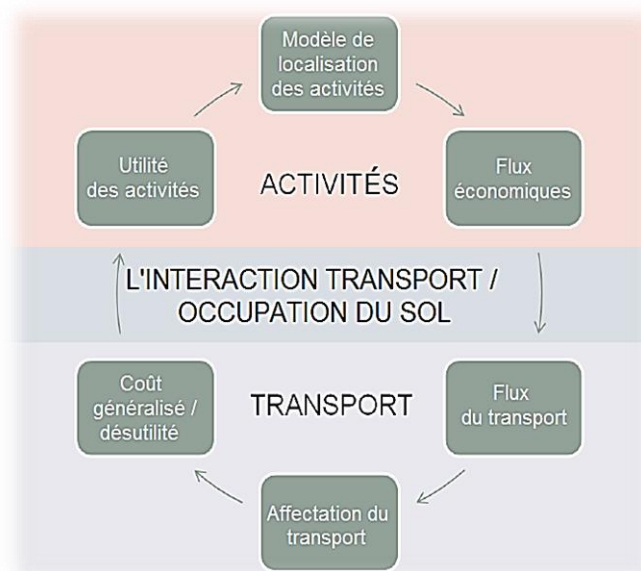 Modèle de
localisation
des activités
Utilité
des activités
ACTIVITÉS
Flux
économiques
L'INTERACTION TRANSPORT /
OCCUPATION DU SOL
Coût
généralisé /
désutilité
TRANSPORT
Flux
du transport
Affectation du
transport